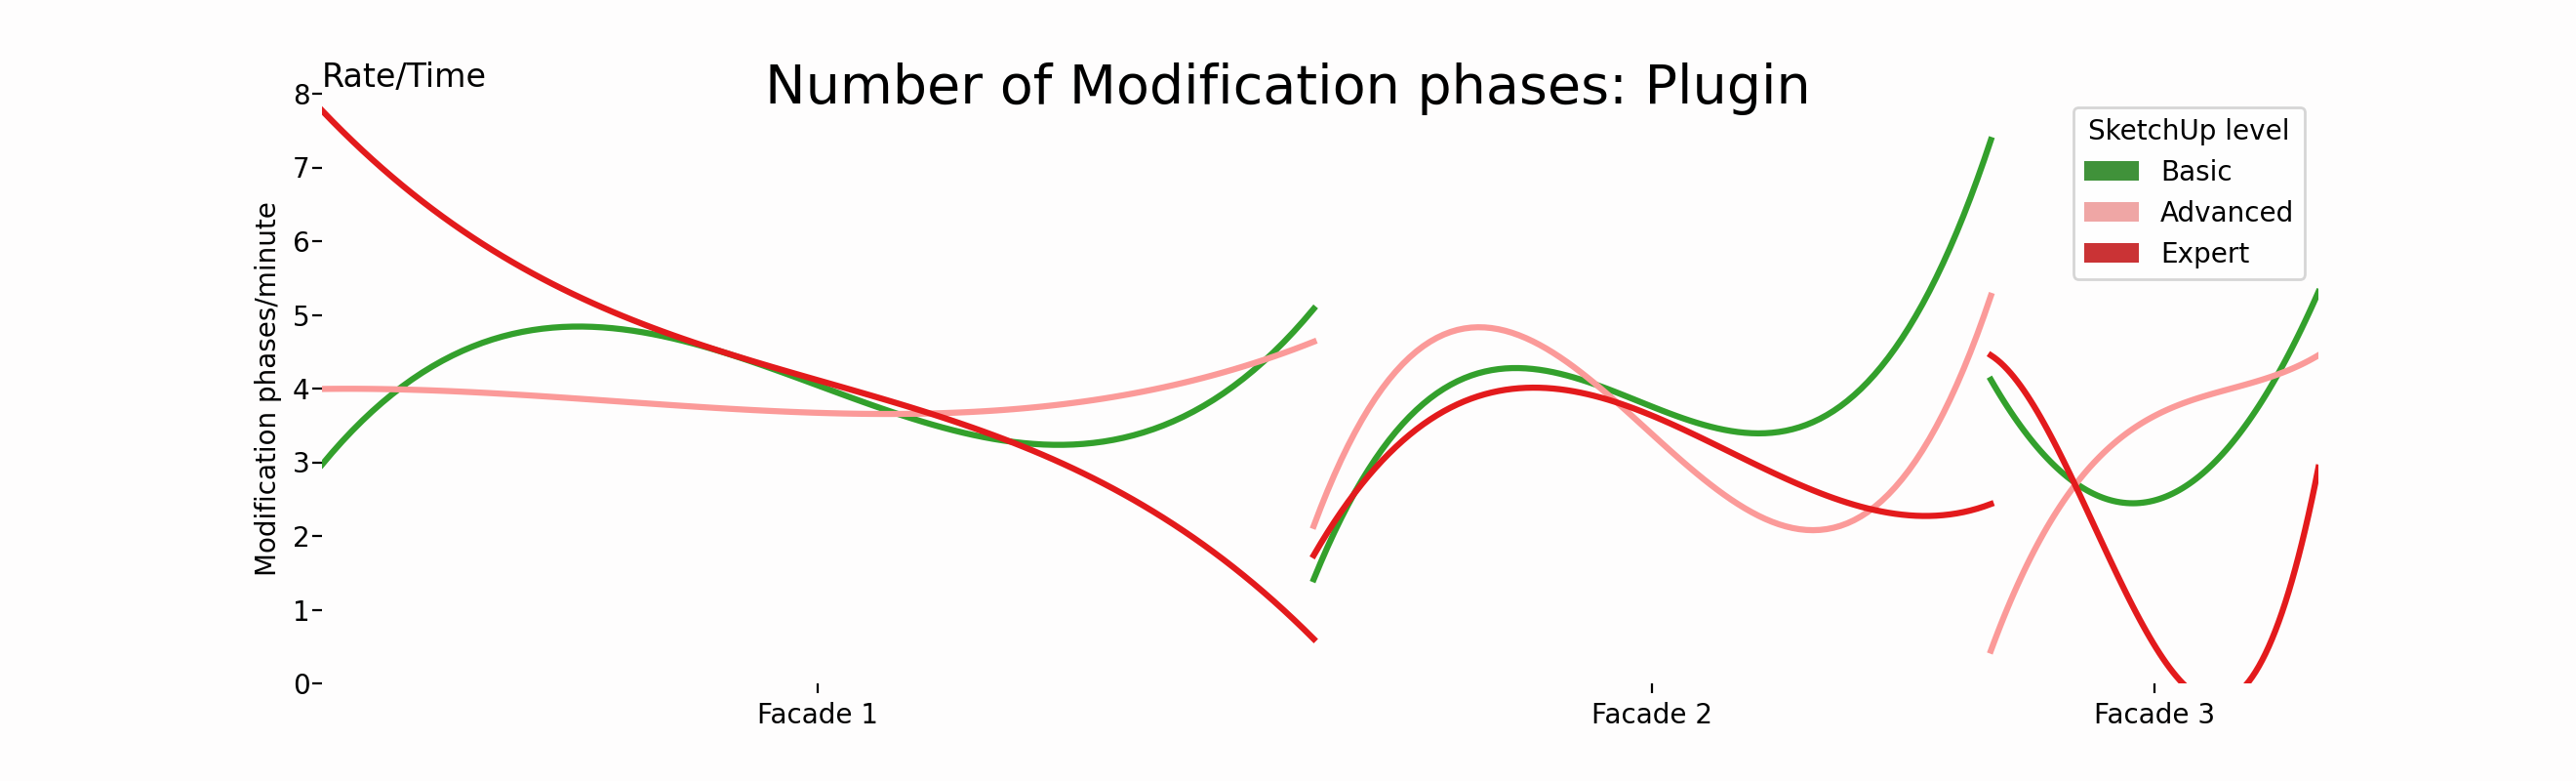 Rate/Time
Number of Modification phases: Plugin
Modification phases/minute
8
7
6
5
4
3
2
1
0
SketchUp level
Basic
Advanced
Expert
Facade 1
Facade 2
Facade 3